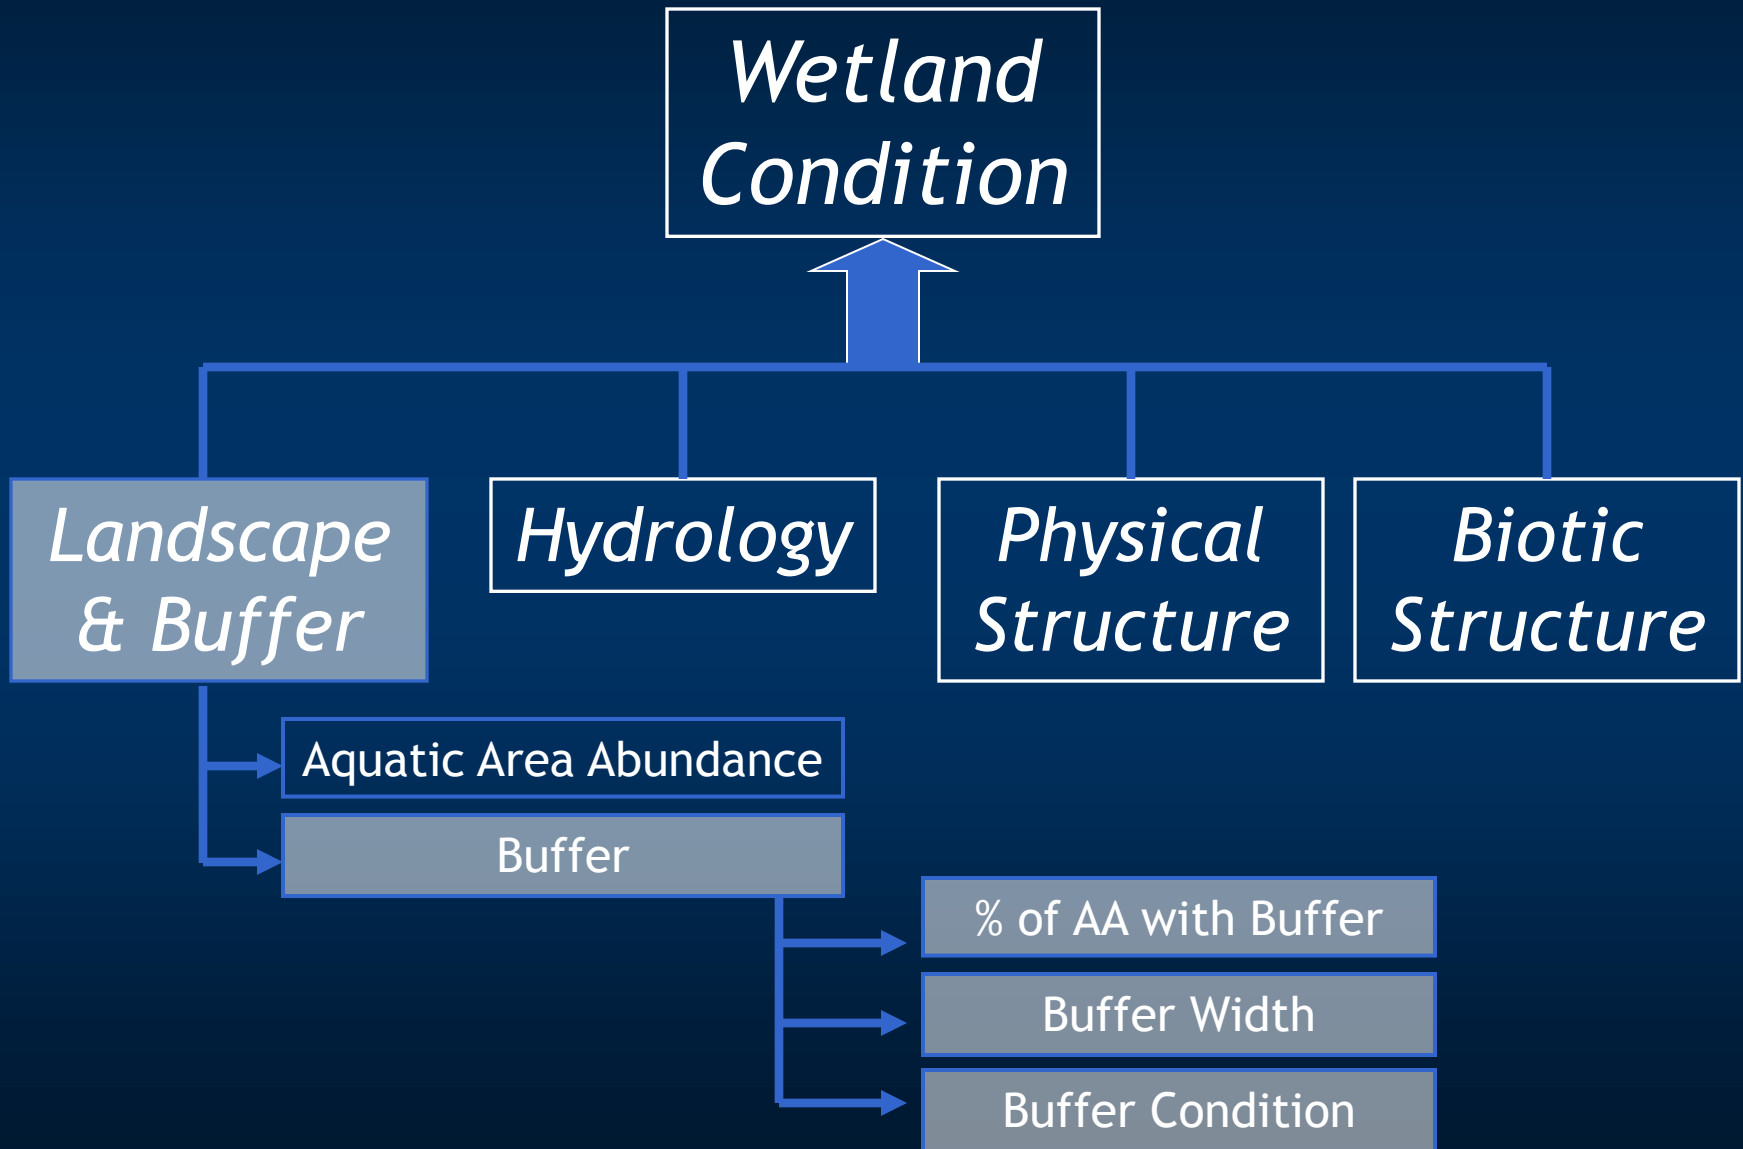 Wetland
Condition
Landscape
& Buffer
Hydrology
Physical
Structure
Biotic
Structure
Aquatic Area Abundance
Buffer
% of AA with Buffer
Buffer Width
Buffer Condition